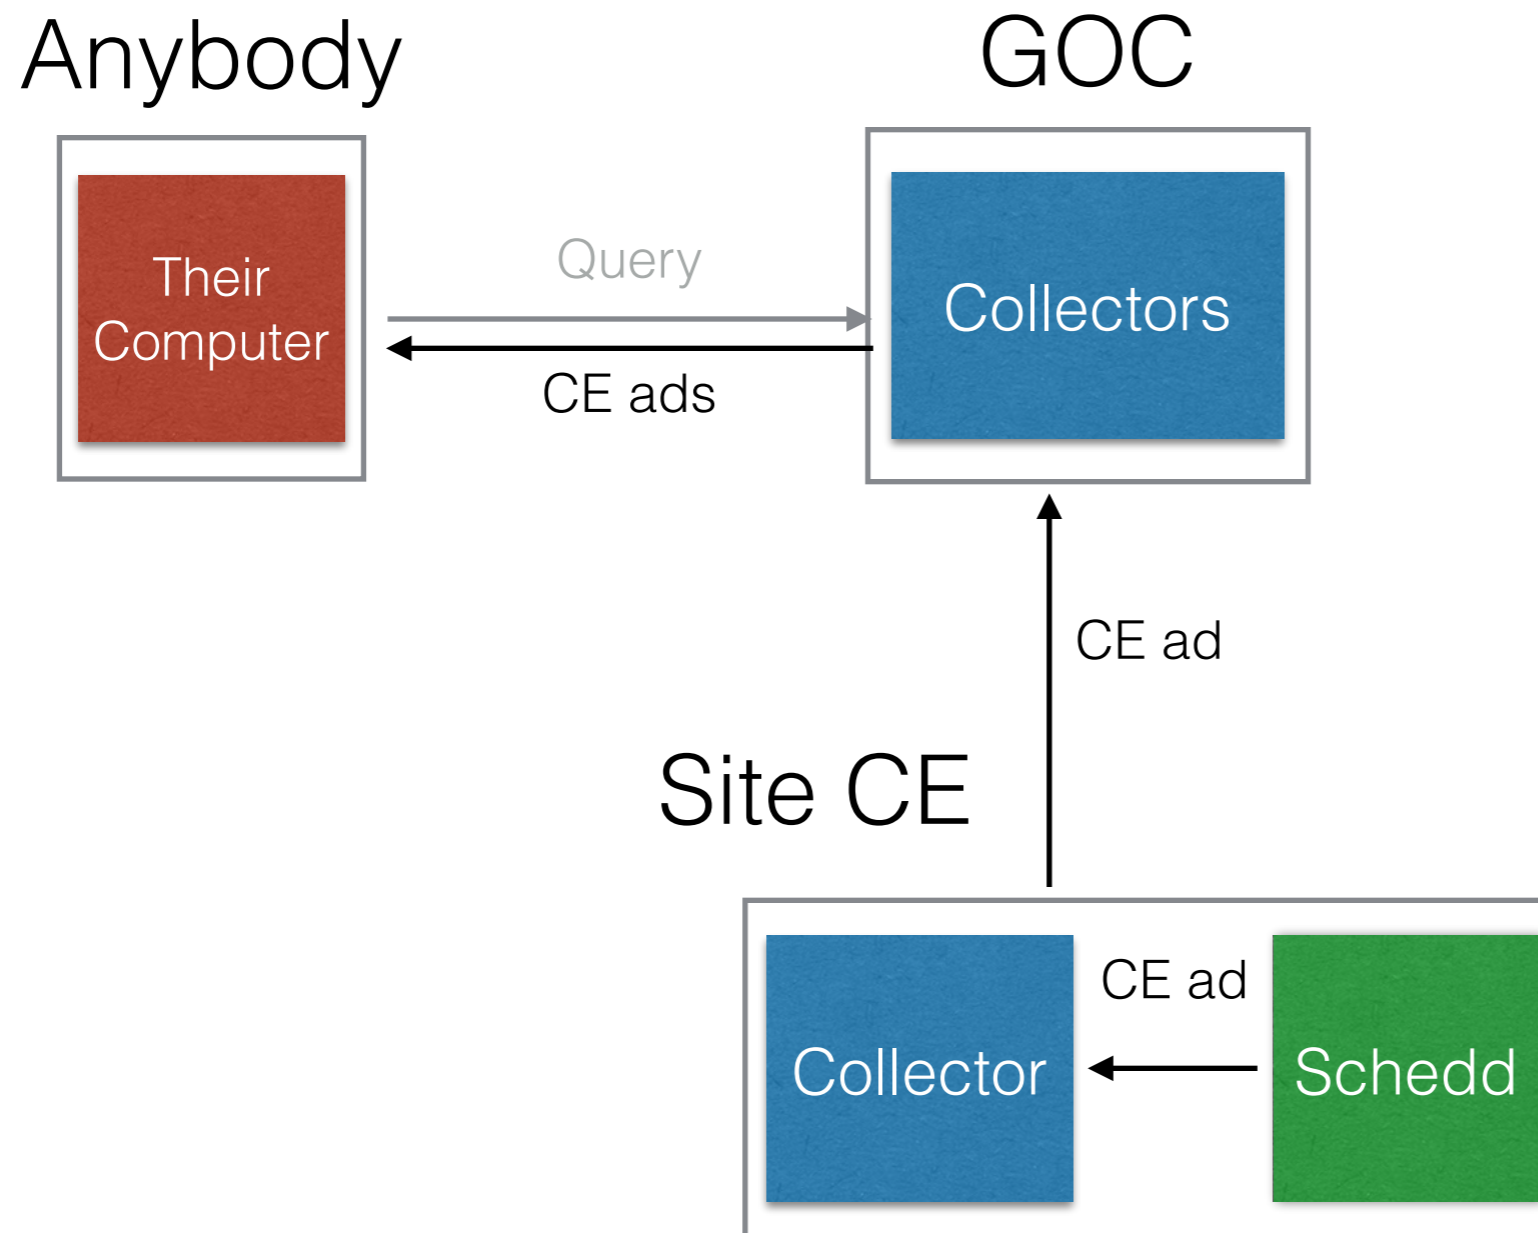 Anybody
GOC
Their
Computer
Query
CE ads
Collectors
CE ad
Site CE
Collector
CE ad
Schedd